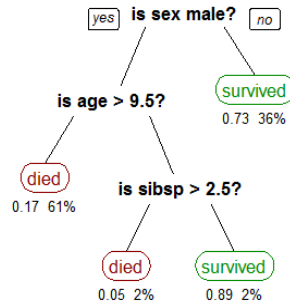 yes is sex male? no
is age > 9.5?
survived
0.73 36%
died
0.17 61%
is sibsp > 2.5?
died survived
0.05 2% 0.89 2%